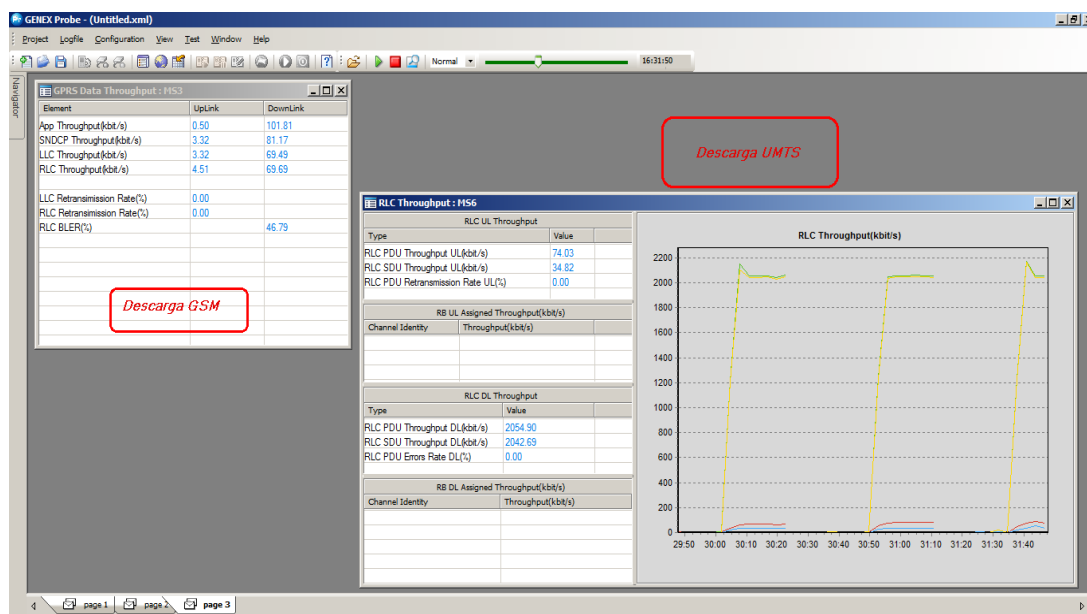 GENEX Probe - (Untitled.xml)
Project Logfile Configuration View Test Window Help
Normal 16:31:50
Navigator
GPRS Data Throughput : MS3
Element UpLink DownLink
App Throughput(kbit/s) 0.50 101.81
SNDCP Throughput(kbit/s) 3.32 81.17
LLC Throughput(kbit/s) 3.32 69.49
RLC Throughput(kbit/s) 4.51 69.69
LLC Retransimission Rate(%) 0.00
RLC Retransimission Rate(%) 0.00
RLC BLER(%) 46.79
Descarga GSM
Descarga UMTS
RLC Throughput : MS6
RLC UL Throughput
Type Value
RLC PDU Throughput UL(kbit/s) 74.03
RLC SDU Throughput UL(kbit/s) 34.82
RLC PDU Retransmission Rate UL(%) 0.00
RB UL Assigned Throughput(kbit/s)
Channel Identity Throughput(kbit/s)
RLC DL Throughput
Type Value
RLC PDU Throughput DL(kbit/s) 2054.90
RLC SDU Throughput DL(kbit/s) 2042.69
RLC PDU Errors Rate DL(%) 0.00
RB DL Assigned Throughput(kbit/s)
Channel Identity Throughput(kbit/s)
RLC Throughput(kbit/s)
2200
2000
1800
1600
1400
1200
1000
800
600
400
200
0
29:50 30:00 30:10 30:20 30:30 30:40 30:50 31:00 31:10 31:20 31:30 31:40
page 1 page 2 page 3